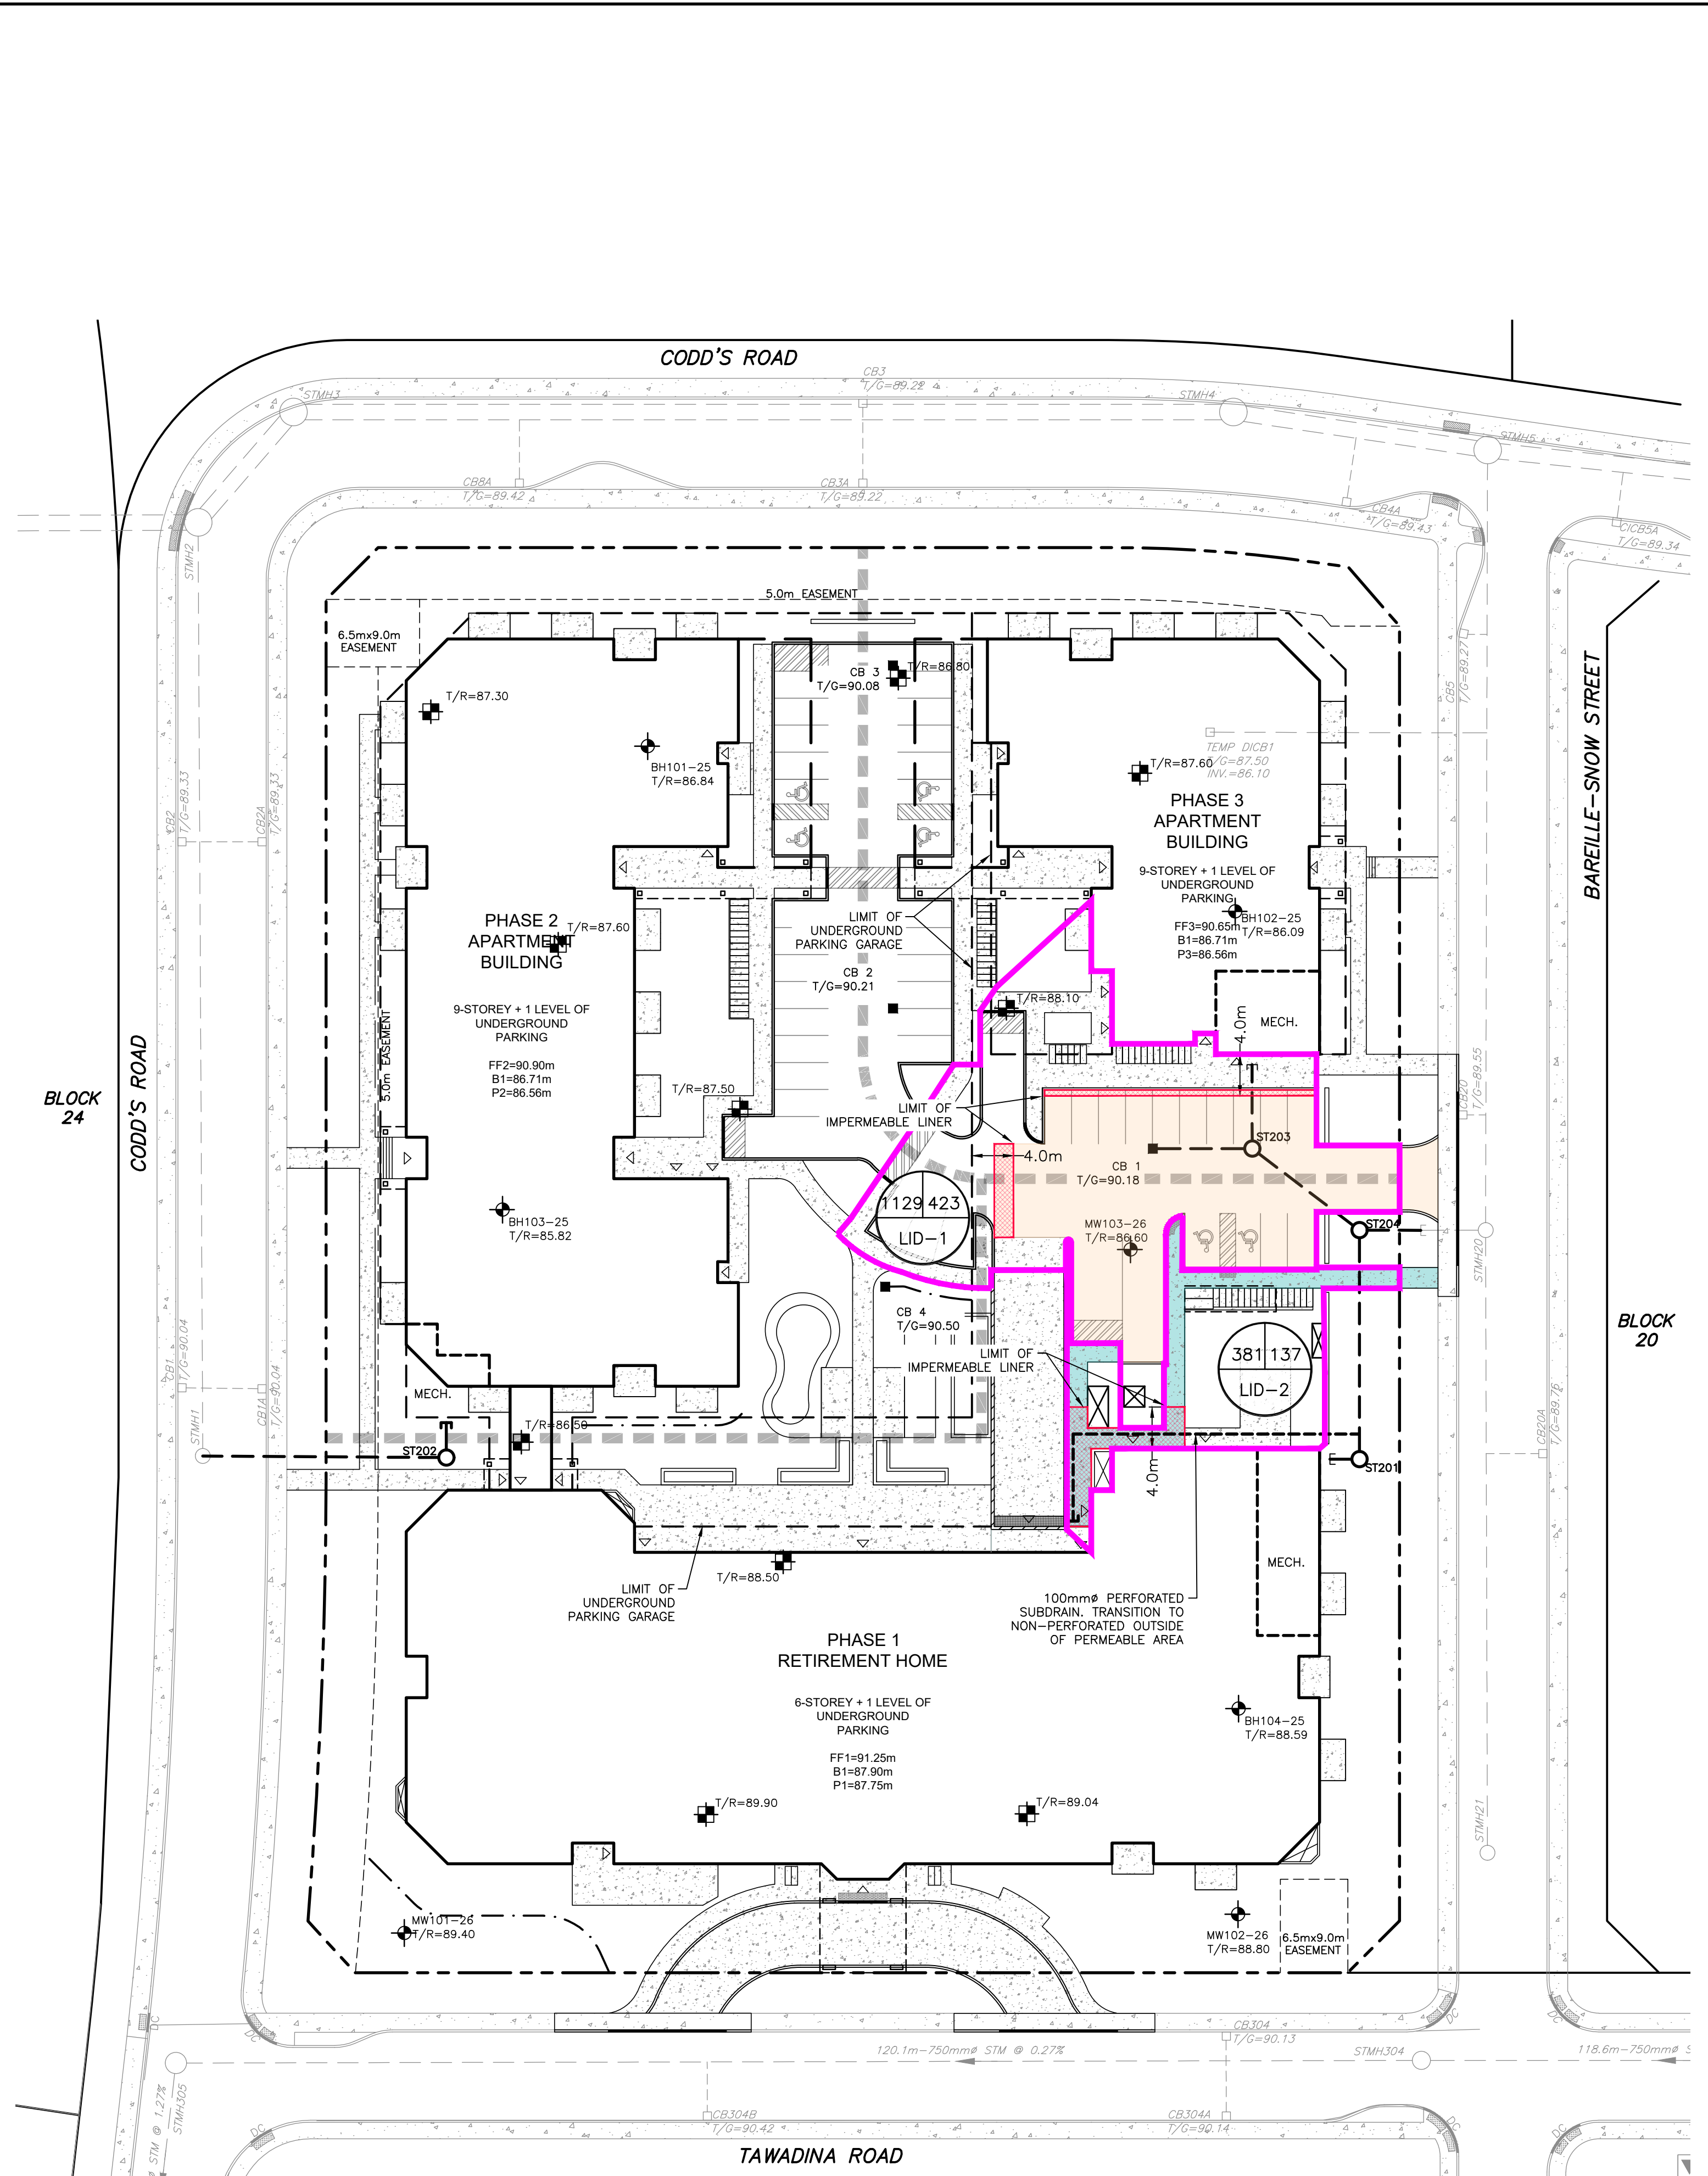 CODD'S ROAD
CB3
T/G=89.22
STMH3
STMH4
STMH5
CB8A
T/G=89.42
CB3A
T/G=89.22
CB4A
T/G=89.43
CICB5A
T/G=89.34
STMH2
5.0m EASEMENT
6.5mx9.0m
EASEMENT
CB 3
T/G=90.08
T/R=86.80
T/R=87.30
CB5
T/G=89.27
BAREILLE-SNOW STREET
BH101-25
T/R=86.84
TEMP DICB1
T/G=87.50
INV.=86.10
T/R=87.60
PHASE 3
APARTMENT
BUILDING
9-STOREY + 1 LEVEL OF
UNDERGROUND
PARKING
FF3=90.65m
B1=86.71m
P3=86.56m
BH102-25
T/R=86.09
CB2
T/G=89.33
CB2A
T/G=89.33
PHASE 2
APARTMENT
BUILDING
T/R=87.60
9-STOREY + 1 LEVEL OF
UNDERGROUND
PARKING
FF2=90.90m
B1=86.71m
P2=86.56m
LIMIT OF
UNDERGROUND
PARKING GARAGE
CB 2
T/G=90.21
T/R=88.10
MECH.
4.0m
5.0m EASEMENT
BLOCK
24
CODD'S ROAD
T/R=87.50
LIMIT OF
IMPERMEABLE LINER
CB20
T/G=89.55
ST203
4.0m
CB 1
T/G=90.18
1129 423
LID-1
BH103-25
T/R=85.82
MW103-26
T/R=86.60
ST204
STMH20
CB 4
T/G=90.50
LIMIT OF
IMPERMEABLE LINER
381 137
LID-2
BLOCK
20
CB1
T/G=90.04
CB1A
T/G=90.04
STMH1
MECH.
T/R=86.50
ST202
ST201
4.0m
CB20A
T/G=89.76
MECH.
T/R=88.50
LIMIT OF
UNDERGROUND
PARKING GARAGE
100mmø PERFORATED
SUBDRAIN. TRANSITION TO
NON-PERFORATED OUTSIDE
OF PERMEABLE AREA
PHASE 1
RETIREMENT HOME
6-STOREY + 1 LEVEL OF
UNDERGROUND
PARKING
FF1=91.25m
B1=87.90m
P1=87.75m
BH104-25
T/R=88.59
T/R=89.90
T/R=89.04
STMH21
MW101-26
T/R=89.40
MW102-26
T/R=88.80
6.5mx9.0m
EASEMENT
DC
DC
DC
DC
CB304
T/G=90.13
120.1m-750mmø STM @ 0.27%
STMH304
118.6m-750mmø S
STMH305
ø STM @ 1.27%
CB304B
T/G=90.42
CB304A
T/G=90.14
DC
DC
DC
TAWADINA ROAD